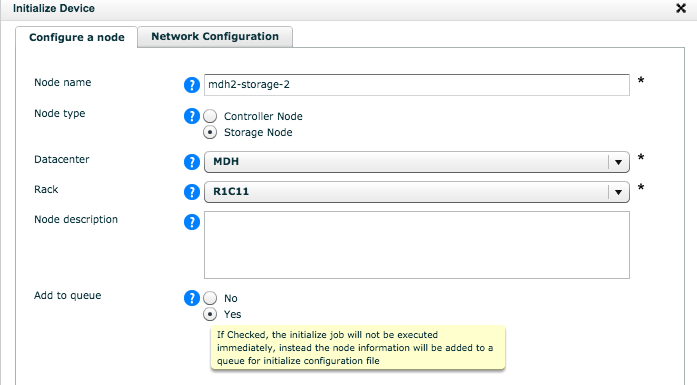 Initialize Device
Configure a node
Network Configuration
Node name
? mdh2-storage-2 *
Node type
? Controller Node
Storage Node
Datacenter
? MDH *
Rack
? R1C11 *
Node description
?
Add to queue
? No
Yes
If Checked, the initialize job will not be executed
immediately, instead the node information will be added to a
queue for initialize configuration file